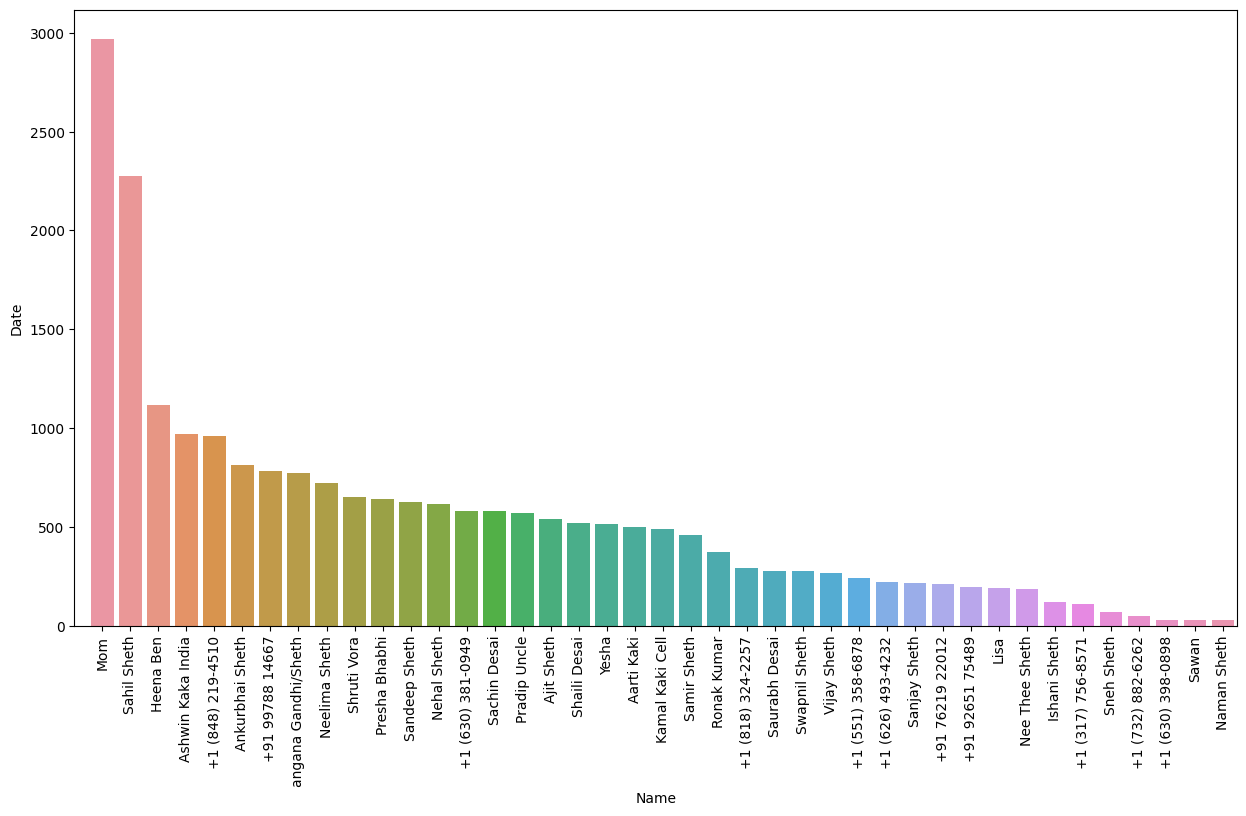 3000
2500
2000
1500
1000
500
0
Date
Mom
Sahil Sheth
Heena Ben
Ashwin Kaka India
+1 (848) 219-4510
Ankurbhai Sheth
+91 99788 14667
angana Gandhi/Sheth
Neelima Sheth
Shruti Vora
Presha Bhabhi
Sandeep Sheth
Nehal Sheth
+1 (630) 381-0949
Sachin Desai
Pradip Uncle
Ajit Sheth
Shaili Desai
Yesha
Aarti Kaki
Kamal Kaki Cell
Samir Sheth
Ronak Kumar
+1 (818) 324-2257
Saurabh Desai
Swapnil Sheth
Vijay Sheth
+1 (551) 358-6878
+1 (626) 493-4232
Sanjay Sheth
+91 76219 22012
+91 92651 75489
Lisa
Nee Thee Sheth
Ishani Sheth
+1 (317) 756-8571
Sneh Sheth
+1 (732) 882-6262
+1 (630) 398-0898
Sawan
Naman Sheth
Name